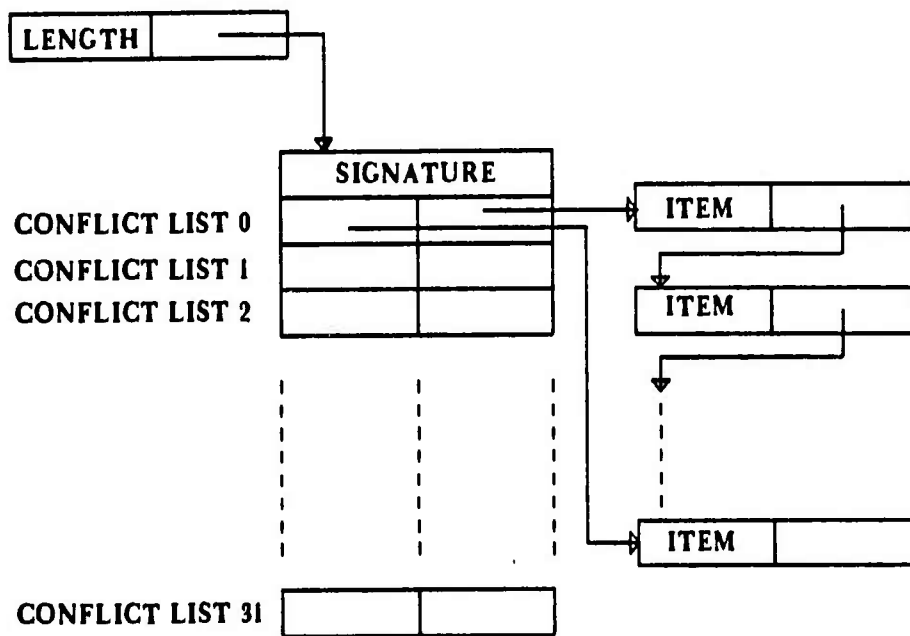 LENGTH
SIGNATURE
CONFLICT LIST 0
ITEM
CONFLICT LIST 1
CONFLICT LIST 2
ITEM
ITEM
CONFLICT LIST 31